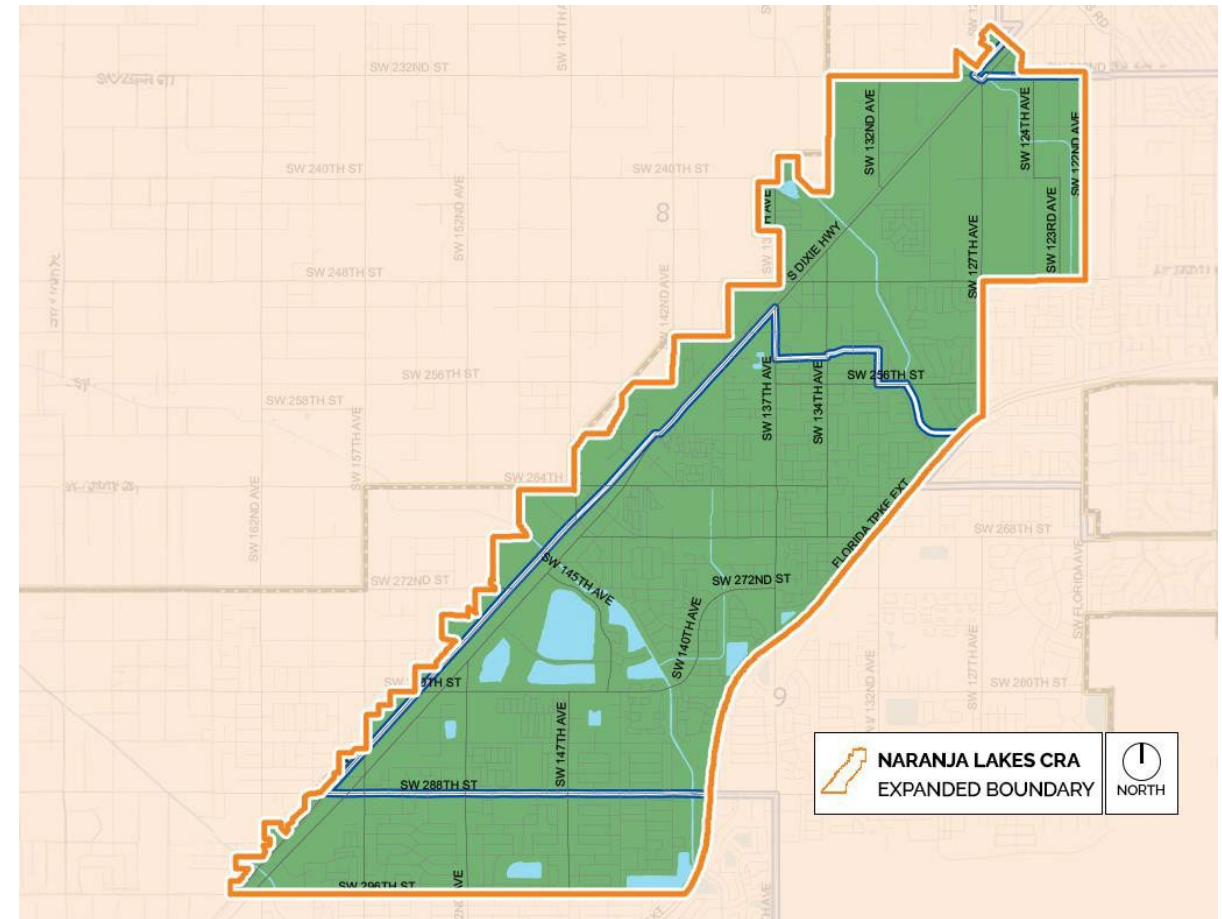 SW 147TH A
SW 232ND ST
SW 240TH ST
SW 240TH ST
SW 132ND AVE
SW 124TH AVE
SW 122ND AVE
SW 152ND AVE
8
S DIXIE HWY
SW 127TH AVE
SW 123RD AVE
SW 248TH ST
SW 142ND AVE
SW 256TH ST
SW 256TH ST
SW 258TH ST
SW 137TH AVE
SW 134TH AVE
SW 157TH AVE
SW 264TH
SW 162ND AVE
FLORIDA TPKE EXT
SW 268TH ST
SW 272ND ST
SW 145TH AVE
SW 272ND ST
SW FLORIDA AVE
SW 140TH AVE
SW 127TH AVE
SW 132ND AVE
SW 280TH ST
9
SW 147TH AVE
NARANJA LAKES CRA
EXPANDED BOUNDARY
NORTH
SW 288TH ST
SW 296TH ST